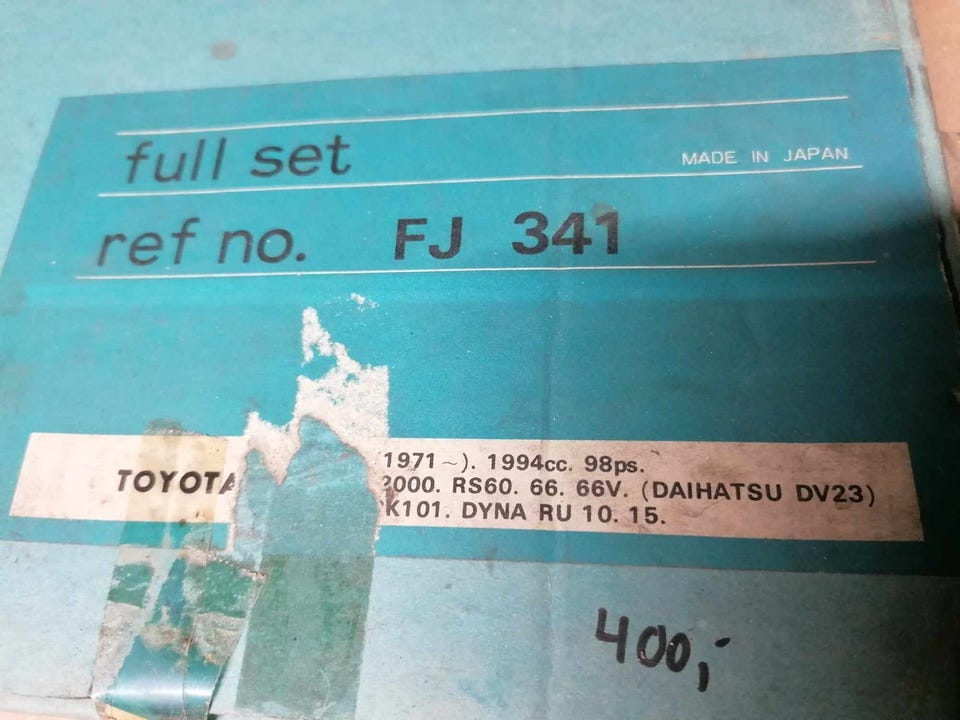 full set
MADE IN JAPAN
ref no. FJ 341
TOYOTA
(1971~). 1994cc. 98ps.
2000. RS60. 66. 66V. (DAIHATSU DV23)
K101. DYNA RU 10. 15.
400,-